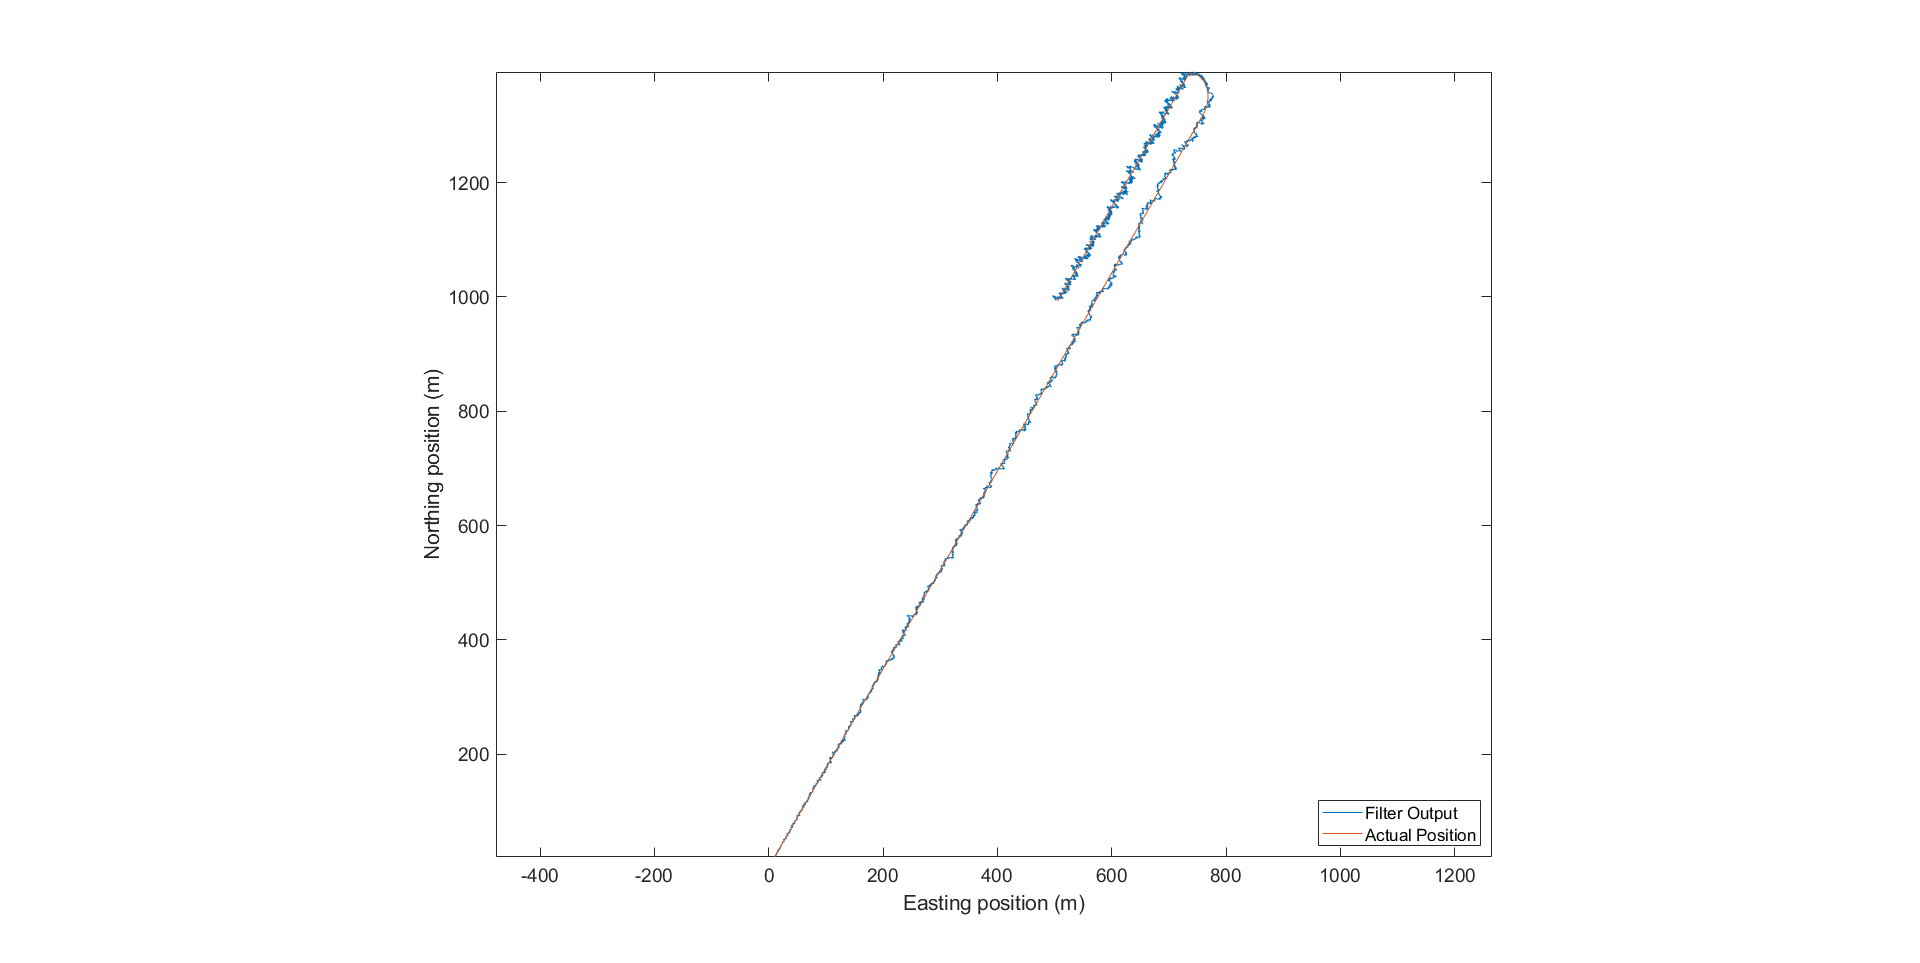 1200
1000
800
600
400
200
Northing position (m)
-400 -200 0 200 400 600 800 1000 1200
Easting position (m)
Filter Output
Actual Position